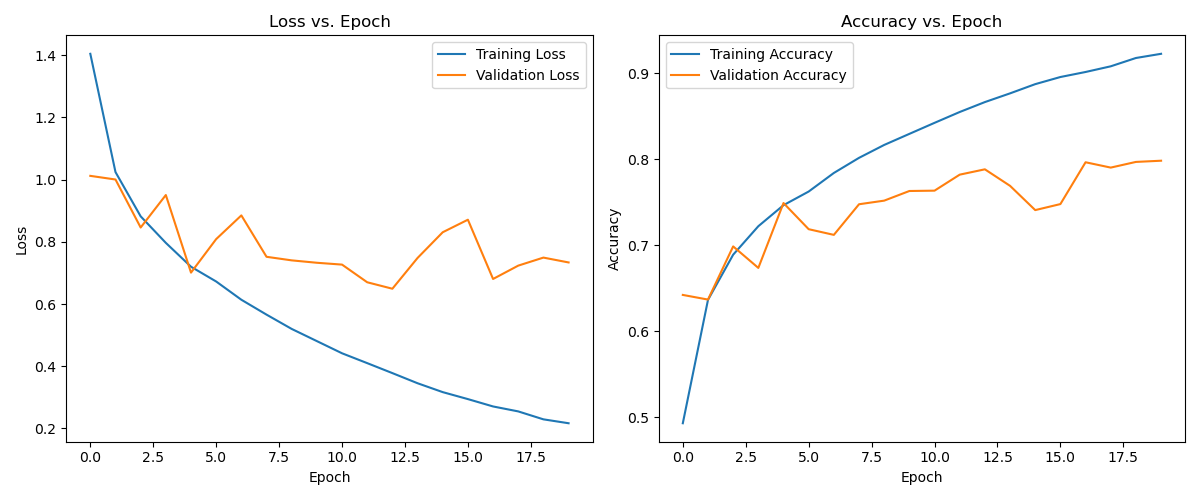 Loss vs. Epoch
Training Loss
Validation Loss
1.4
1.2
1.0
0.8
0.6
0.4
0.2
Loss
0.0 2.5 5.0 7.5 10.0 12.5 15.0 17.5
Epoch
Accuracy vs. Epoch
Training Accuracy
Validation Accuracy
0.9
0.8
0.7
0.6
0.5
Accuracy
0.0 2.5 5.0 7.5 10.0 12.5 15.0 17.5
Epoch